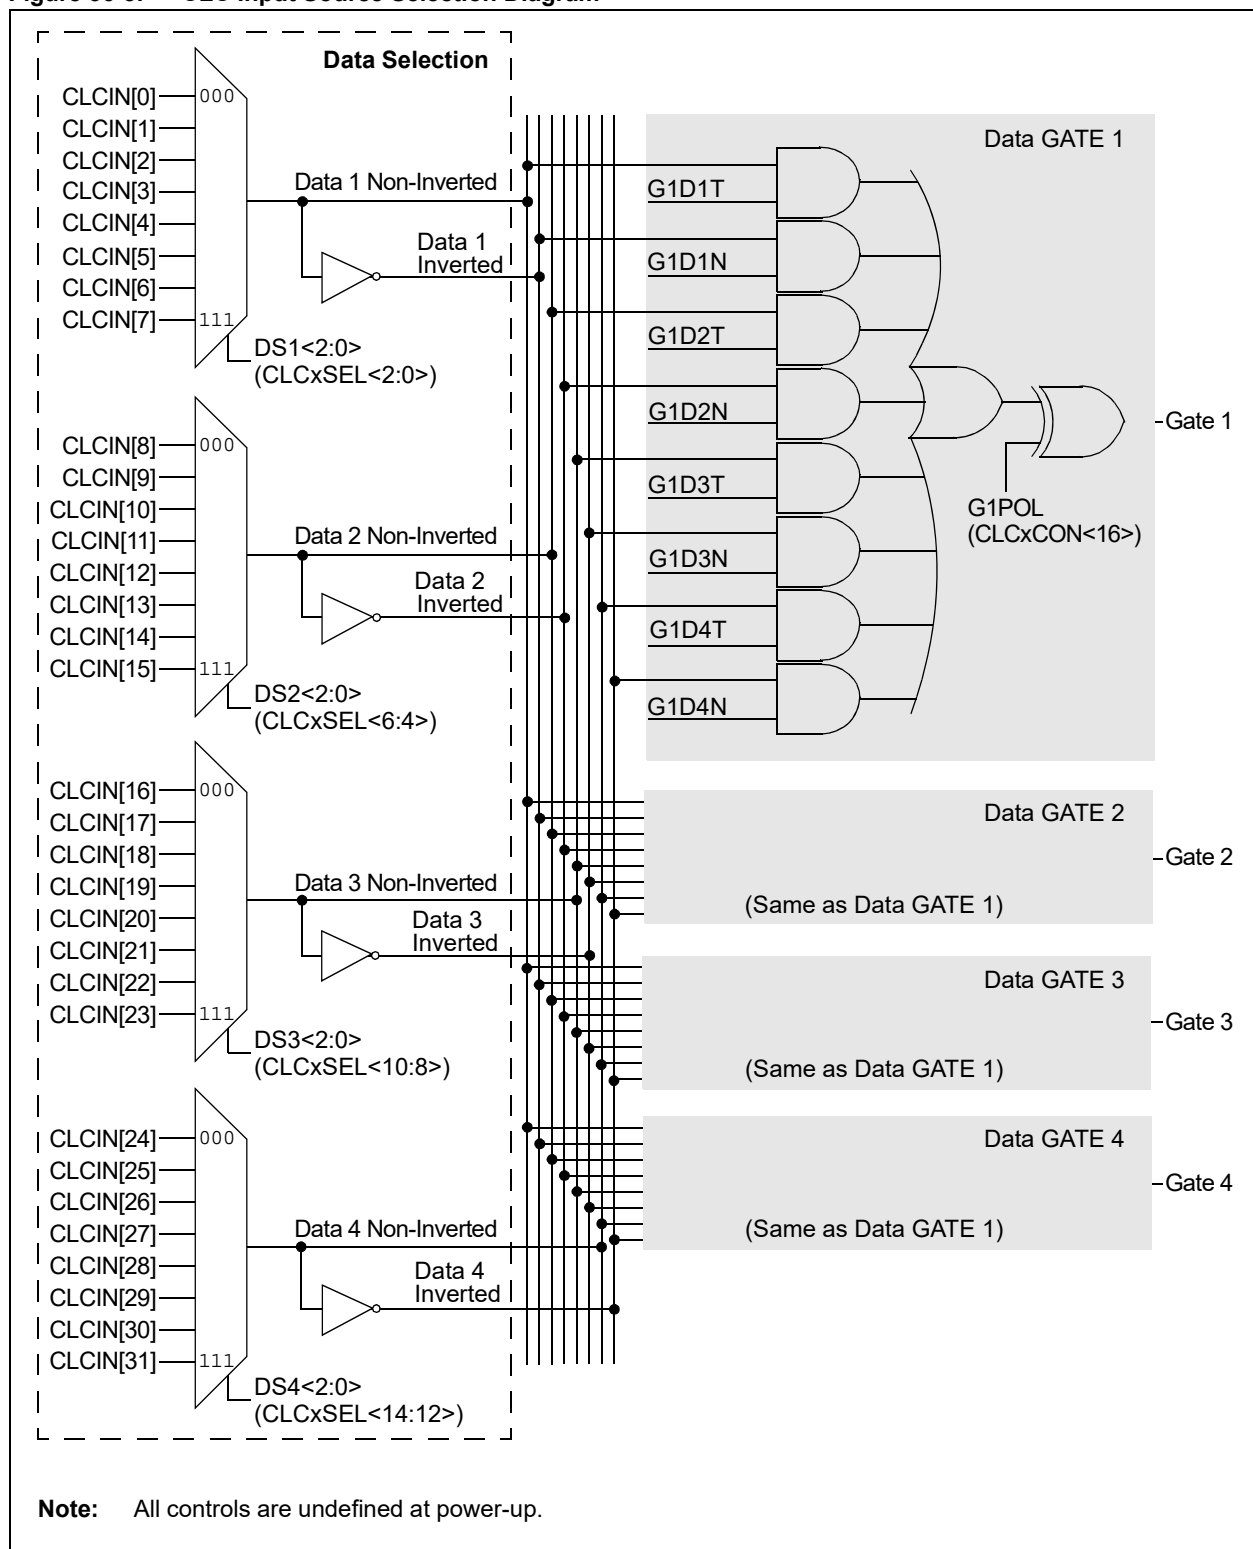 Data Selection
CLCIN[0]
000
CLCIN[1]
CLCIN[2]
CLCIN[3]
CLCIN[4]
CLCIN[5]
CLCIN[6]
CLCIN[7]
111
Data 1 Non-Inverted
Data 1
Inverted
DS1<2:0>
(CLCxSEL<2:0>)
CLCIN[8]
000
CLCIN[9]
CLCIN[10]
CLCIN[11]
CLCIN[12]
CLCIN[13]
CLCIN[14]
CLCIN[15]
111
Data 2 Non-Inverted
Data 2
Inverted
DS2<2:0>
(CLCxSEL<6:4>)
CLCIN[16]
000
CLCIN[17]
CLCIN[18]
CLCIN[19]
CLCIN[20]
CLCIN[21]
CLCIN[22]
CLCIN[23]
111
Data 3 Non-Inverted
Data 3
Inverted
DS3<2:0>
(CLCxSEL<10:8>)
CLCIN[24]
000
CLCIN[25]
CLCIN[26]
CLCIN[27]
CLCIN[28]
CLCIN[29]
CLCIN[30]
CLCIN[31]
111
Data 4 Non-Inverted
Data 4
Inverted
DS4<2:0>
(CLCxSEL<14:12>)
Data GATE 1
G1D1T
G1D1N
G1D2T
G1D2N
G1D3T
G1D3N
G1D4T
G1D4N
G1POL
(CLCxCON<16>)
Gate 1
Data GATE 2
(Same as Data GATE 1)
Gate 2
Data GATE 3
(Same as Data GATE 1)
Gate 3
Data GATE 4
(Same as Data GATE 1)
Gate 4
Note: All controls are undefined at power-up.